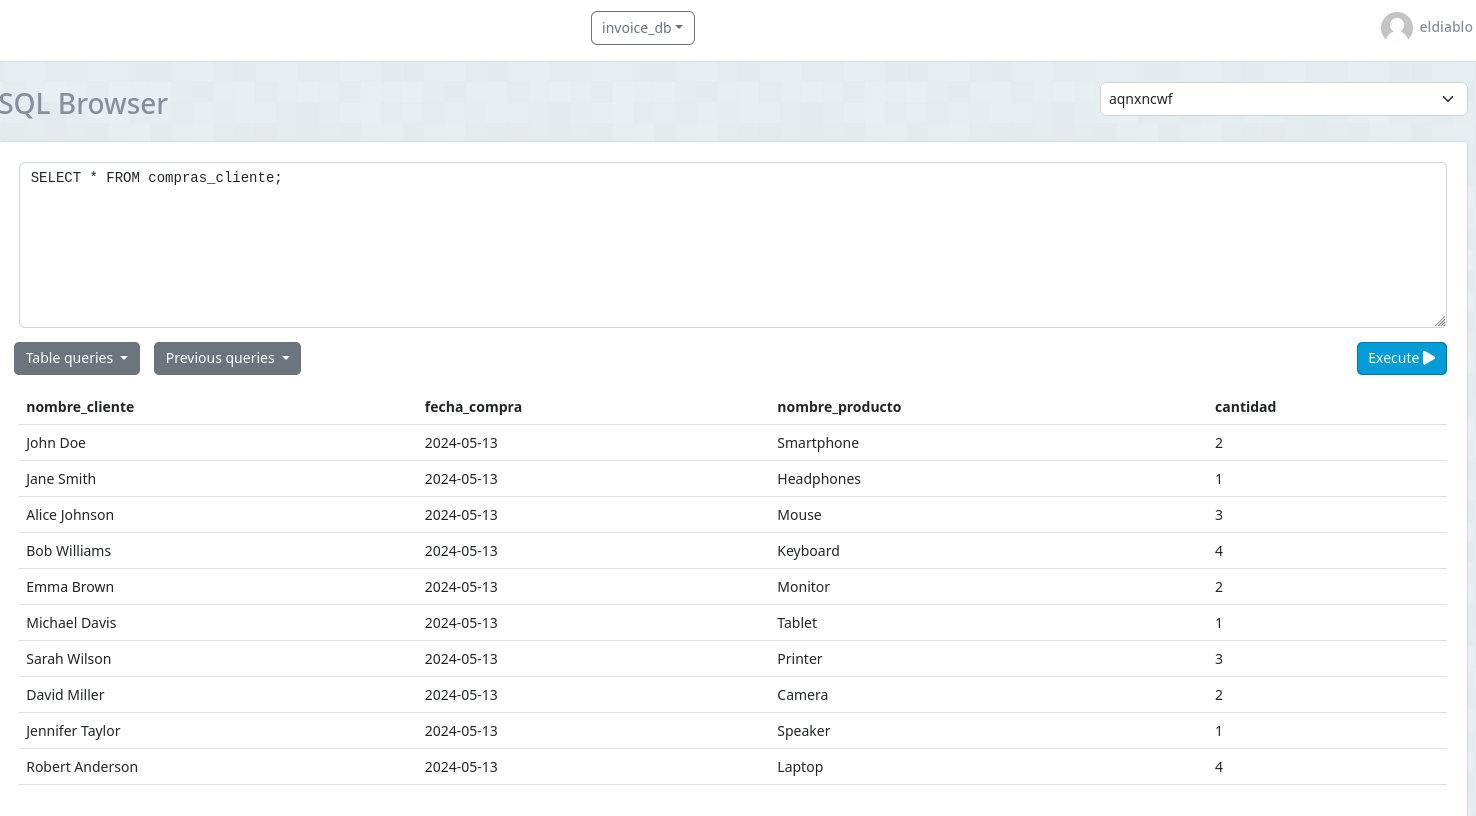 invoice_db
eldiablo
SQL Browser
aqnxncwf
SELECT * FROM compras_cliente;
Table queries
Previous queries
Execute
nombre_cliente fecha_compra nombre_producto cantidad
John Doe 2024-05-13 Smartphone 2
Jane Smith 2024-05-13 Headphones 1
Alice Johnson 2024-05-13 Mouse 3
Bob Williams 2024-05-13 Keyboard 4
Emma Brown 2024-05-13 Monitor 2
Michael Davis 2024-05-13 Tablet 1
Sarah Wilson 2024-05-13 Printer 3
David Miller 2024-05-13 Camera 2
Jennifer Taylor 2024-05-13 Speaker 1
Robert Anderson 2024-05-13 Laptop 4